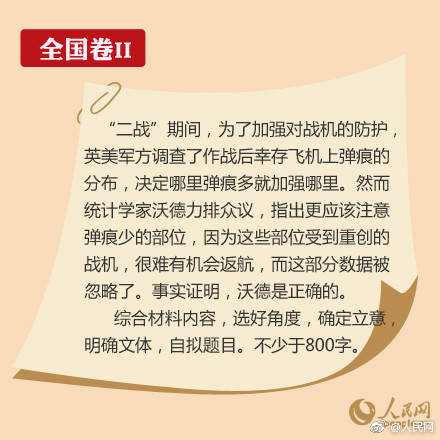 全国卷II
“二战”期间，为了加强对战机的防护，
英美军方调查了作战后幸存飞机上弹痕的
分布，决定哪里弹痕多就加强哪里。然而
统计学家沃德力排众议，指出更应该注意
弹痕少的部位，因为这些部位受到重创的
战机，很难有机会返航，而这部分数据被
忽略了。事实证明，沃德是正确的。
综合材料内容，选好角度，确定立意，
明确文体，自拟题目。不少于800字。
人民网
@人民网